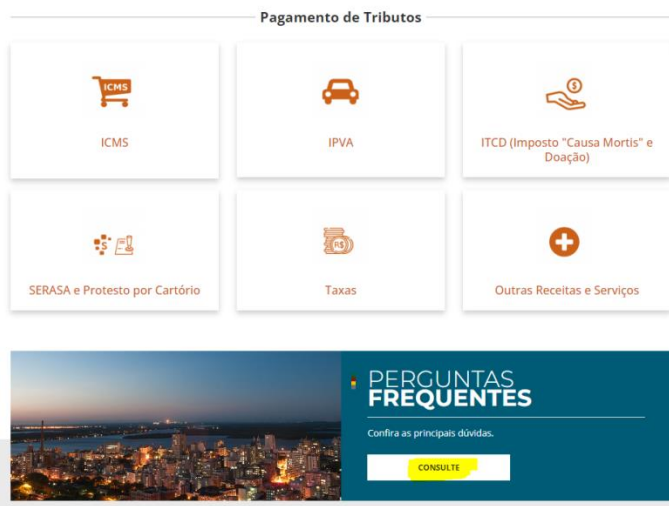 Pagamento de Tributos
ICMS
ICMS
IPVA
$
ITCD (Imposto "Causa Mortis" e
Doação)
S
SERASA e Protesto por Cartório
R$
Taxas
Outras Receitas e Serviços
PERGUNTAS
FREQUENTES
Confira as principais dúvidas.
CONSULTE